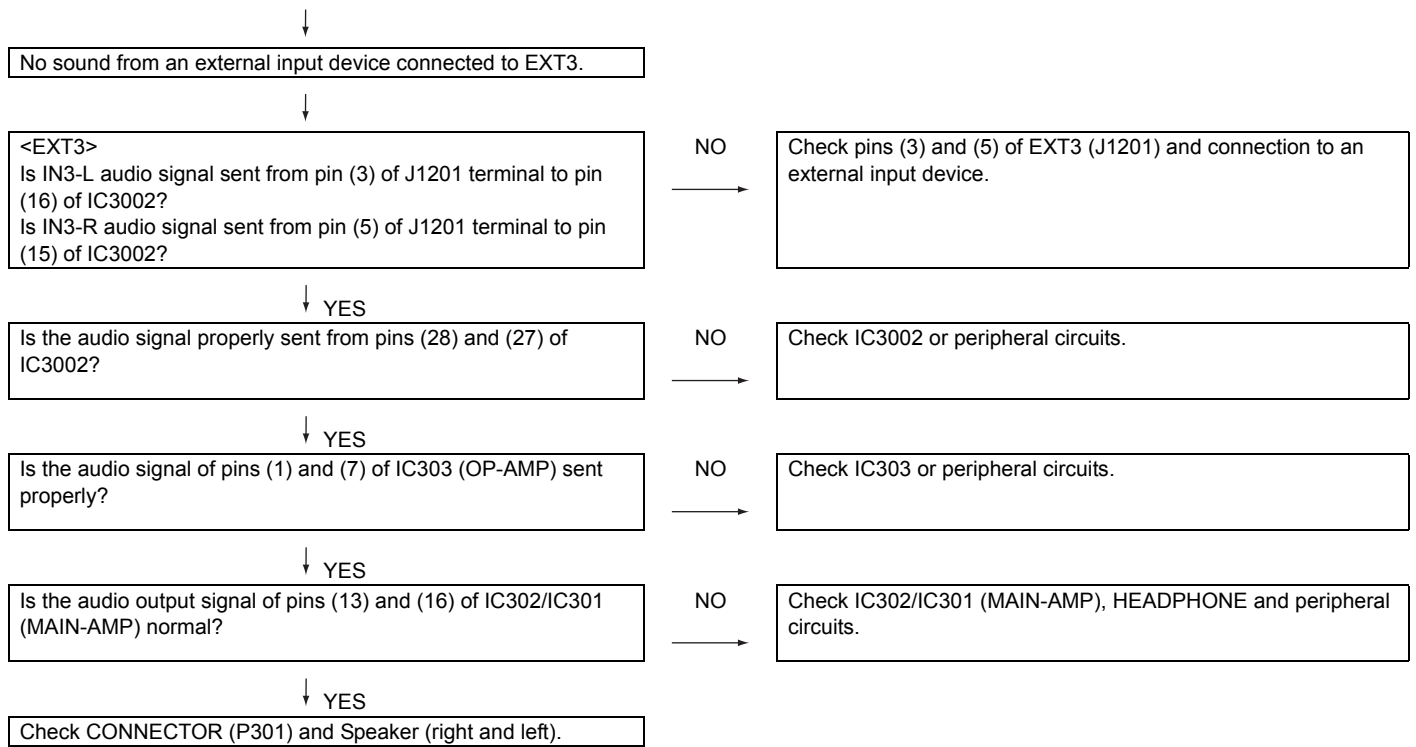 No sound from an external input device connected to EXT3.
<EXT3>
Is IN3-L audio signal sent from pin (3) of J1201 terminal to pin
(16) of IC3002?
Is IN3-R audio signal sent from pin (5) of J1201 terminal to pin
(15) of IC3002?
NO
Check pins (3) and (5) of EXT3 (J1201) and connection to an
external input device.
YES
Is the audio signal properly sent from pins (28) and (27) of
IC3002?
NO
Check IC3002 or peripheral circuits.
YES
Is the audio signal of pins (1) and (7) of IC303 (OP-AMP) sent
properly?
NO
Check IC303 or peripheral circuits.
YES
Is the audio output signal of pins (13) and (16) of IC302/IC301
(MAIN-AMP) normal?
NO
Check IC302/IC301 (MAIN-AMP), HEADPHONE and peripheral
circuits.
YES
Check CONNECTOR (P301) and Speaker (right and left).